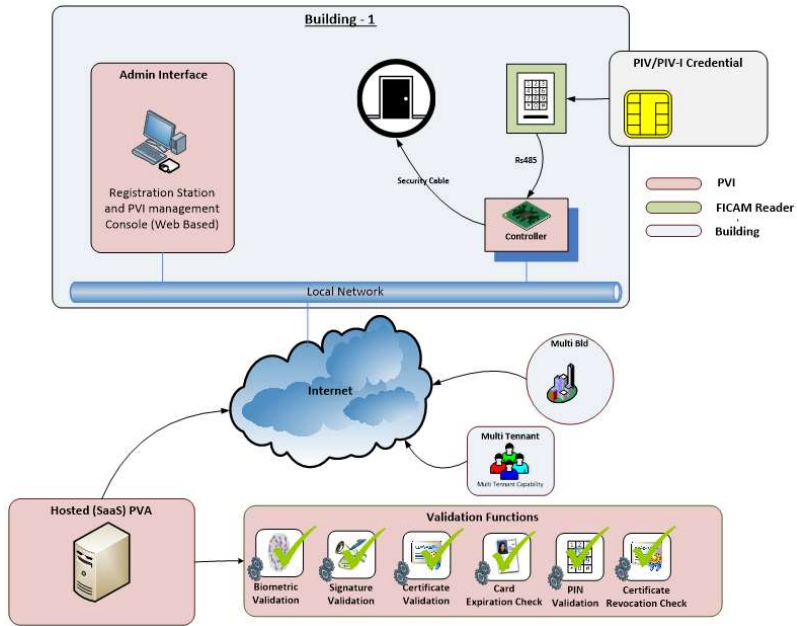 Building - 1
Admin Interface
Registration Station
and PVI management
Console (Web Based)
PIV/PIV-I Credential
Rs485
Security Cable
Controller
PVI
FICAM Reader
Building
Local Network
Internet
Multi Bld
Multi Tennant
Multi Tennant Capability
Hosted (SaaS) PVA
Validation Functions
Biometric
Validation
Signature
Validation
Certificate
Validation
Card
Expiration Check
PIN
Validation
Certificate
Revocation Check